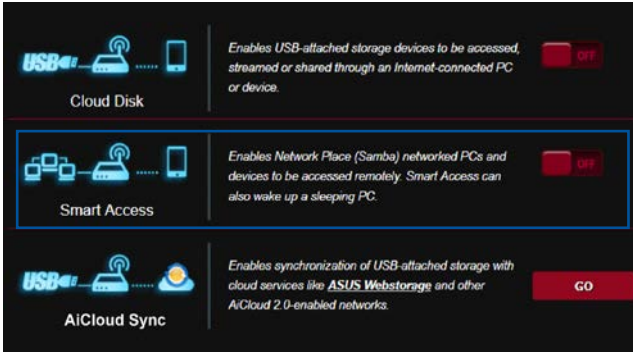 Enables USB-attached storage devices to be accessed,
streamed or shared through an Internet-connected PC
or device.
OFF
USB
Cloud Disk
Enables Network Place (Samba) networked PCs and
devices to be accessed remotely. Smart Access can
also wake up a sleeping PC.
OFF
Smart Access
Enables synchronization of USB-attached storage with
cloud services like ASUS Webstorage and other
AiCloud 2.0-enabled networks.
GO
USB
AiCloud Sync